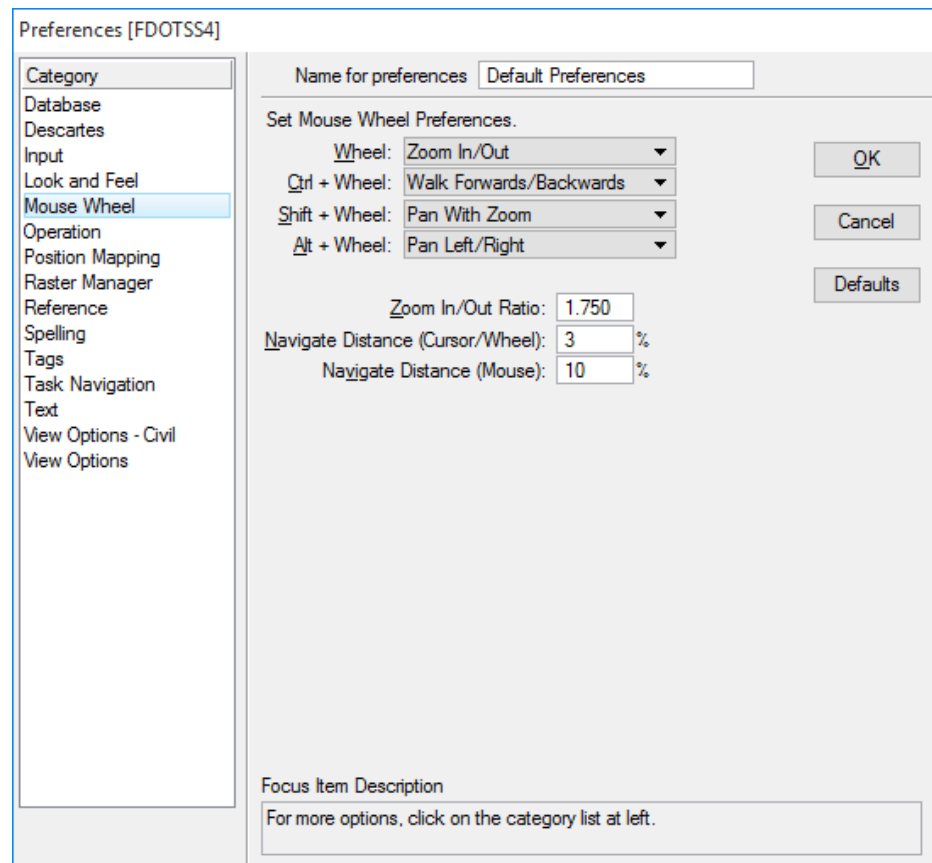 Preferences [FDOTSS4]
Category
Database
Descartes
Input
Look and Feel
Mouse Wheel
Operation
Position Mapping
Raster Manager
Reference
Spelling
Tags
Task Navigation
Text
View Options - Civil
View Options
Name for preferences Default Preferences
Set Mouse Wheel Preferences.
Wheel: Zoom In/Out
Ctrl + Wheel: Walk Forwards/Backwards
Shift + Wheel: Pan With Zoom
Alt + Wheel: Pan Left/Right
Zoom In/Out Ratio: 1.750
Navigate Distance (Cursor/Wheel): 3 %
Navigate Distance (Mouse): 10 %
OK
Cancel
Defaults
Focus Item Description
For more options, click on the category list at left.